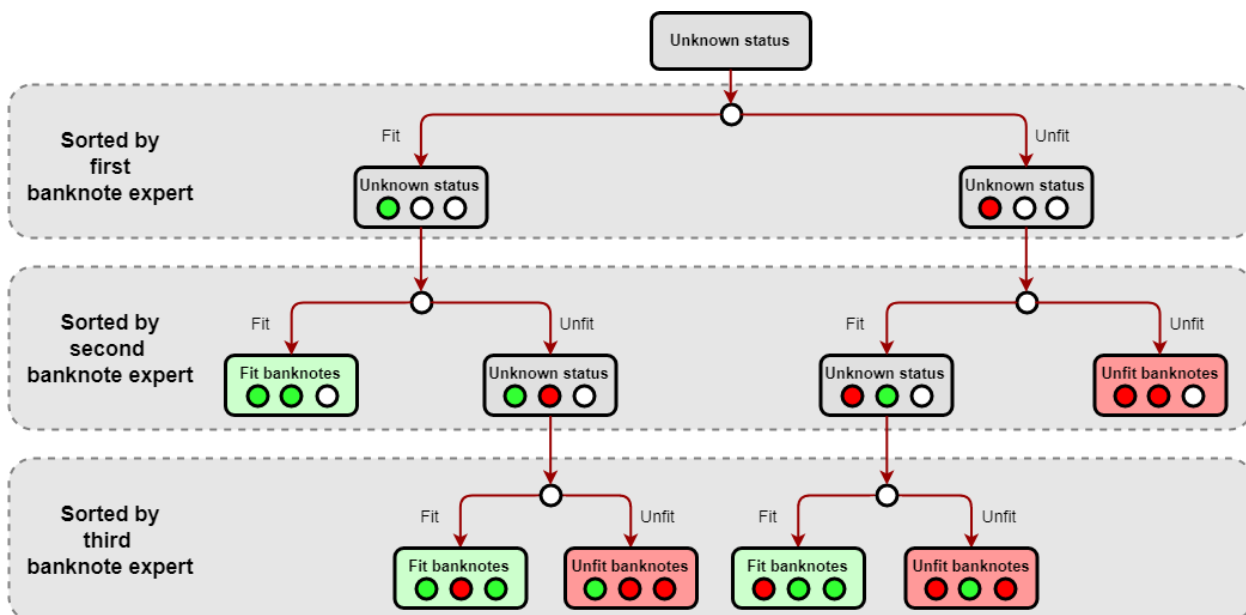 Unknown status
Sorted by
first
banknote expert
Fit
Unfit
Unknown status
Unknown status
Sorted by
second
banknote expert
Fit
Unfit
Fit
Unfit
Fit banknotes
Unknown status
Unknown status
Unfit banknotes
Sorted by
third
banknote expert
Fit
Unfit
Fit
Unfit
Fit banknotes
Unfit banknotes
Fit banknotes
Unfit banknotes